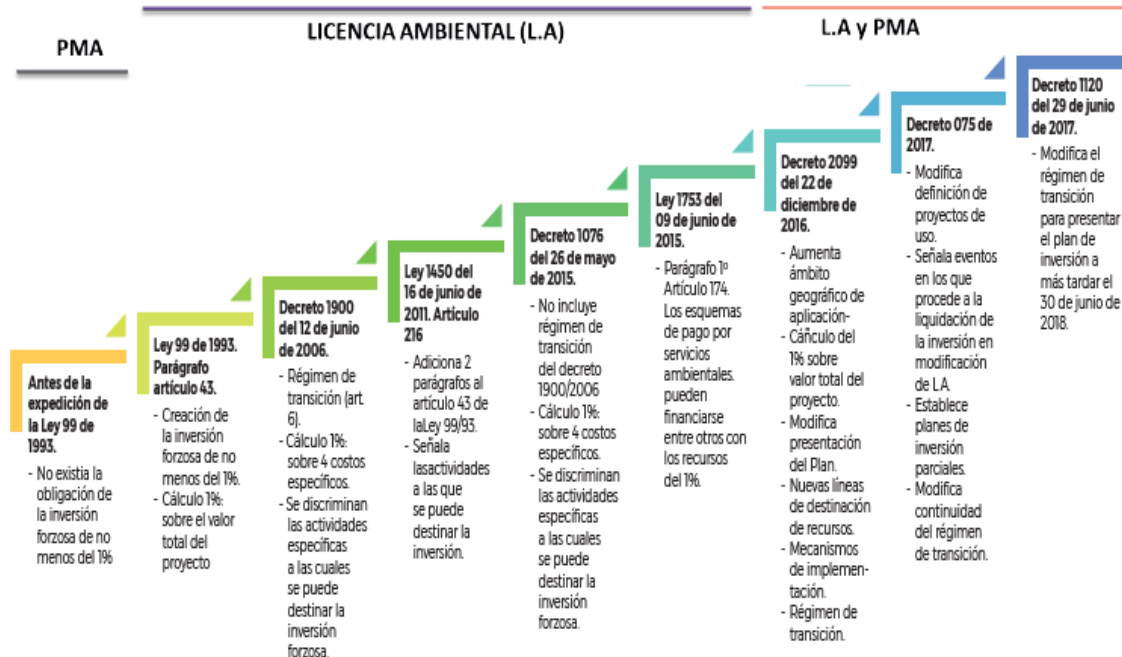 PMA
LICENCIA AMBIENTAL (L.A)
L.A y PMA
Antes de la
expedición de
la Ley 99 de
1993.
- No existia la
obligación de
la inversión
forzosa de no
menos del 1%
Ley 99 de 1993.
Parágrafo
artículo 43.
- Creación de
la inversión
forzosa de no
menos del 1%.
- Cálculo 1%:
sobre el valor
total del
proyecto
Decreto 1900
del 12 de junio
de 2006.
- Régimen de
transición (art.
6).
- Cálculo 1%:
sobre 4 costos
específicos.
- Se discriminan
las actividades
específicas
a las cuales
se puede
destinar la
inversión
forzosa.
Ley 1450 del
16 de junio de
2011. Artículo
216
- Adiciona 2
parágrafos al
artículo 43 de
laLey 99/93.
- Señala
lasactividades
a las que
se puede
destinar la
inversión.
Decreto 1076
del 26 de mayo
de 2015.
- No incluye
régimen de
transición
del decreto
1900/2006
- Cálculo 1%:
sobre 4 costos
específicos.
- Se discriminan
las actividades
específicas
a las cuales
se puede
destinar la
inversión
forzosa.
Ley 1753 del
09 de junio de
2015.
- Parágrafo 1º
Artículo 174.
Los esquemas
de pago por
servicios
ambientales.
pueden
financiarse
entre otros con
los recursos
del 1%.
Decreto 2099
del 22 de
diciembre de
2016.
- Aumenta
ámbito
geográfico de
aplicación-
- Cáñculo del
1% sobre
valor total del
proyecto.
- Modifica
presentación
del Plan.
- Nuevas líneas
de destinación
de recursos.
- Mecanismos
de implemen-
tación.
- Régimen de
transición.
Decreto 075 de
2017.
- Modifica
definición de
proyectos de
uso.
- Señala eventos
en los que
procede a la
liquidación de
la inversión en
modificación
de L.A.
- Establece
planes de
inversión
parciales.
- Modifica
continuidad
del régimen
de transición.
Decreto 1120
del 29 de junio
de 2017.
- Modifica el
régimen de
transición
para presentar
el plan de
inversión a
más tardar el
30 de junio de
2018.